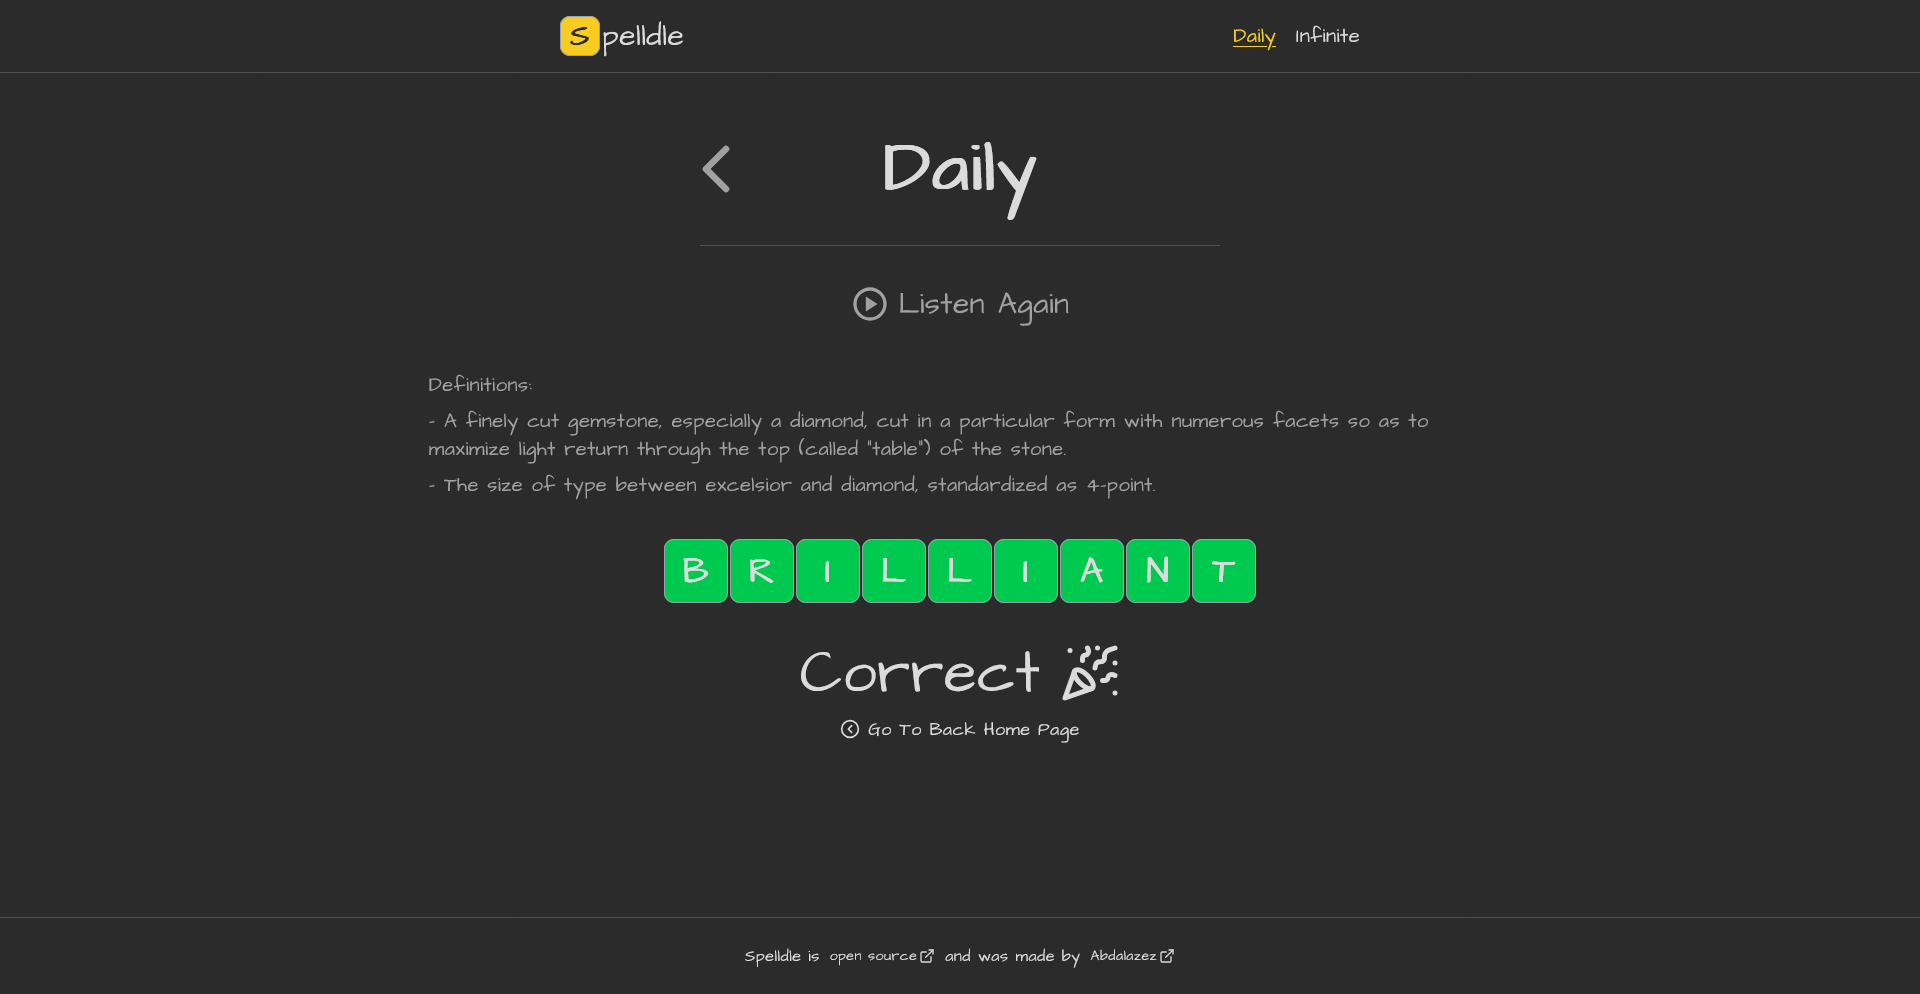 Spelldle
Daily Infinite
Daily
Listen Again
Definitions:
- A finely cut gemstone, especially a diamond, cut in a particular form with numerous facets so as to
maximize light return through the top (called "table") of the stone.
- The size of type between excelsior and diamond, standardized as 4-point.
BRILLIANT
Correct
Go To Back Home Page
Spelldle is open source and was made by Abdalazez